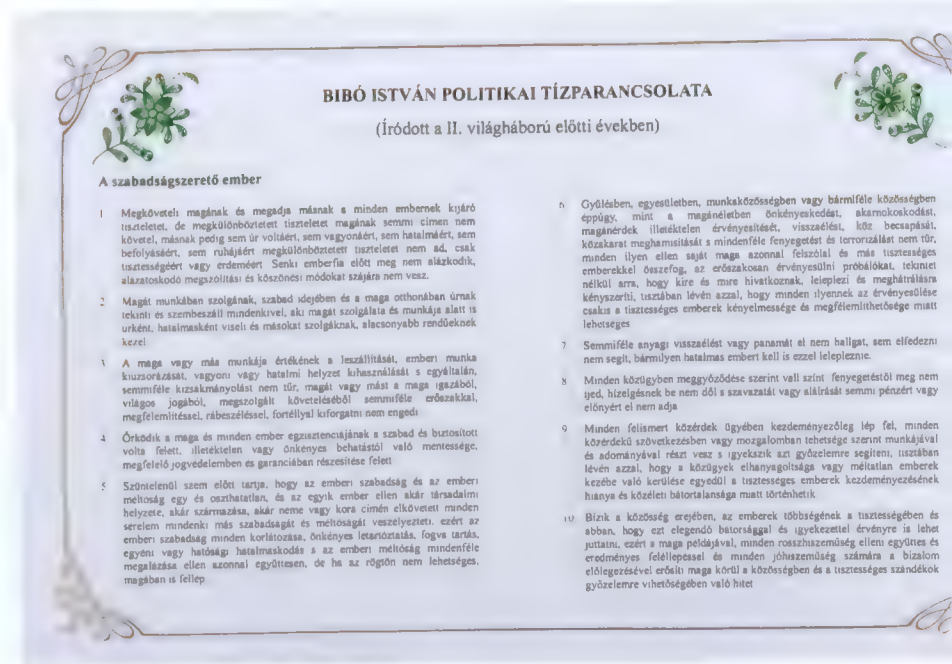 BIBÓ ISTVÁN POLITIKAI TÍZPARANCSOLATA
(Íródott a II. világháború előtti években)
A szabadságszerető ember
1 Megköveteli magának és megadja másnak a minden embernek kijáró
tiszteletet, de megkülönböztetett tiszteletet magának semmi címen nem
követel, másnak pedig sem úr voltáért, sem vagyonáért, sem hatalmáért, sem
befolyásáért, sem ruhájáért megkülönböztetett tiszteletet nem ad, csak
tisztességéért vagy érdeméért Senki emberfia előtt meg nem alázkodik,
alázatoskodó megszólítási és köszönési módokat szájára nem vesz.
2 Magát munkában szolgának, szabad idejében és a maga otthonában úrnak
tekinti és szembeszáll mindenkivel, aki magát szolgálata és munkája alatt is
úrként, hatalmasként viseli és másokat szolgáknak, alacsonyabb rendűeknek
kezel
3 A maga vagy más munkája értékének a leszállítását, emberi munka
kiuzsorázását, vagyoni vagy hatalmi helyzet kihasználását s egyáltalán,
semmiféle kizsákmányolást nem tűr, magát vagy mást a maga igazából,
világos jogából, megszolgált követeléséből semmiféle erőszakkal,
megfélemlítéssel, rábeszéléssel, fortéllyal kiforgatni nem engedi
4 Őrködik a maga és minden ember egzisztenciájának a szabad és biztosított
volta felett, illetéktelen vagy önkényes behatástól való mentessége,
megfelelő jogvédelemben és garanciában részesítése felett
5 Szüntelenül szem előtt tartja, hogy az emberi szabadság és az emberi
méltóság egy és oszthatatlan, és az egyik ember ellen akár társadalmi
helyzete, akár származása, akár neme vagy kora címén elkövetett minden
sérelem mindenki más szabadságát és méltóságát veszélyezteti, ezért az
emberi szabadság minden korlátozása, önkényes letartóztatás, fogva tartás,
egyéni vagy hatósági hatalmaskodás s az emberi méltóság mindenféle
megalázása ellen azonnal együttesen, de ha az rögtön nem lehetséges,
magában is fellép
6 Gyűlésben, egyesületben, munkaközösségben vagy bármiféle közösségben
éppúgy, mint a magánéletben önkényeskedést, akarnokoskodást,
magánérdek illetéktelen érvényesítését, visszaélést, köz becsapását,
közakarat meghamisítását s mindenféle fenyegetést és terrorizálást nem tűr,
minden ilyen ellen saját maga azonnal felszólal és más tisztességes
emberekkel összefog, az erőszakosan érvényesülni próbálókat, tekintet
nélkül arra, hogy kire és mire hivatkoznak, leleplezi és meghátrálásra
kényszeríti, tisztában lévén azzal, hogy minden ilyennek az érvényesülése
csakis a tisztességes emberek kényelmessége és megfélemlíthetősége miatt
lehetséges
7 Semmiféle anyagi visszaélést vagy panamát el nem hallgat, sem elfedezni
nem segít, bármilyen hatalmas embert kell is ezzel lelepleznie.
8 Minden közügyben meggyőződése szerint vall színt fenyegetéstől meg nem
ijed, hízelgésnek be nem dől s szavazatát vagy aláírását semmi pénzért vagy
előnyért el nem adja
9 Minden felismert közérdek ügyében kezdeményezőleg lép fel, minden
közérdekű szövetkezésben vagy mozgalomban tehetsége szerint munkájával
és adományával részt vesz s igyekszik azt győzelemre segíteni, tisztában
lévén azzal, hogy a közügyek elhanyagoltsága vagy méltatlan emberek
kezébe való kerülése egyedül a tisztességes emberek kezdeményezésének
hiánya és közéleti bátortalansága miatt történhetik
10 Bízik a közösség erejében, az emberek többségének a tisztességében és
abban, hogy ezt elegendő bátorsággal és igyekezettel érvényre is lehet
juttatni, ezért a maga példájával, minden rosszhiszeműség elleni együttes és
eredményes fellépéssel és minden jóhiszeműség számára a bizalom
előlegezésével erősíti maga körül a közösségben és a tisztességes szándékok
győzelemre vihetőségében való hitet